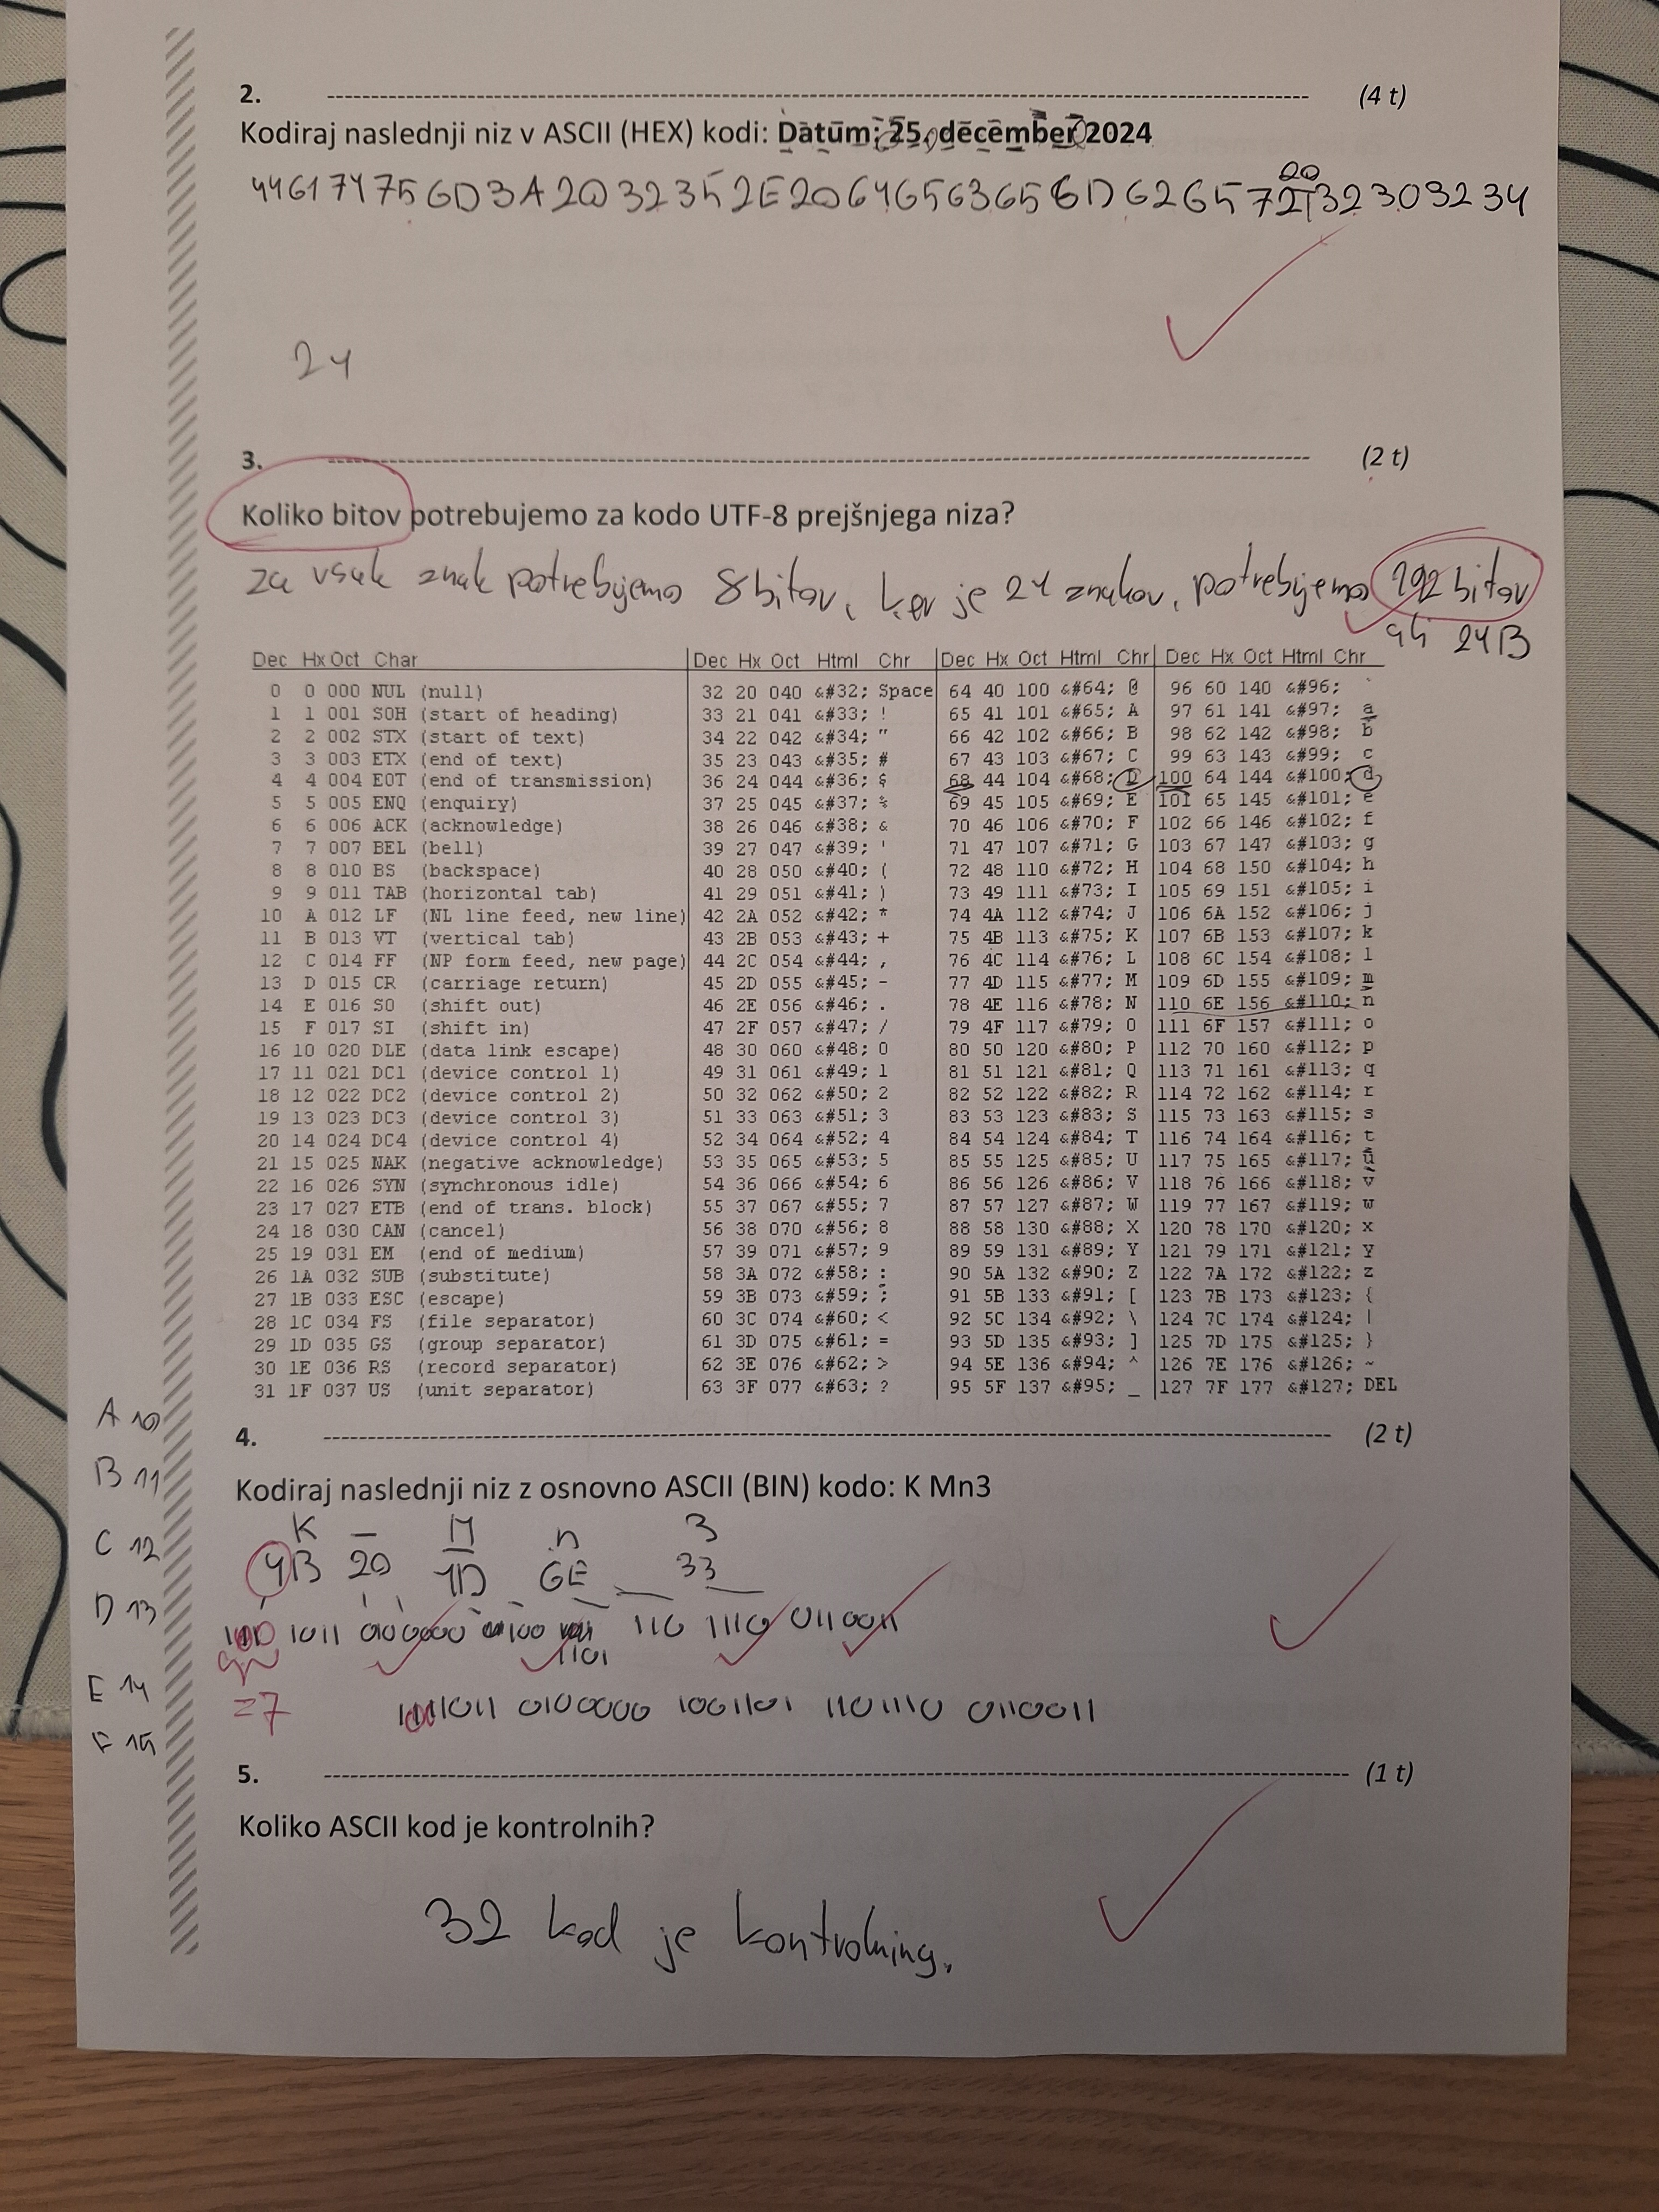 2. (4 t)
Kodiraj naslednji niz v ASCII (HEX) kodi: Datum: 25. december 2024
20
446174756D3A2032352E20646563656D6265722032303234
24
3. (2 t)
Koliko bitov potrebujemo za kodo UTF-8 prejšnjega niza?
za vsak znak potrebujemo 8 bitov, ker je 24 znakov, potrebujemo 192 bitov
ali 24B
Dec Hx Oct Char Dec Hx Oct Html Chr Dec Hx Oct Html Chr Dec Hx Oct Html Chr
0 0 000 NUL (null) 32 20 040 &#32; Space 64 40 100 &#64; @ 96 60 140 &#96; `
1 1 001 SOH (start of heading) 33 21 041 &#33; ! 65 41 101 &#65; A 97 61 141 &#97; a
2 2 002 STX (start of text) 34 22 042 &#34; " 66 42 102 &#66; B 98 62 142 &#98; b
3 3 003 ETX (end of text) 35 23 043 &#35; # 67 43 103 &#67; C 99 63 143 &#99; c
4 4 004 EOT (end of transmission) 36 24 044 &#36; $ 68 44 104 &#68; D 100 64 144 &#100; d
5 5 005 ENQ (enquiry) 37 25 045 &#37; % 69 45 105 &#69; E 101 65 145 &#101; e
6 6 006 ACK (acknowledge) 38 26 046 &#38; & 70 46 106 &#70; F 102 66 146 &#102; f
7 7 007 BEL (bell) 39 27 047 &#39; ' 71 47 107 &#71; G 103 67 147 &#103; g
8 8 010 BS (backspace) 40 28 050 &#40; ( 72 48 110 &#72; H 104 68 150 &#104; h
9 9 011 TAB (horizontal tab) 41 29 051 &#41; ) 73 49 111 &#73; I 105 69 151 &#105; i
10 A 012 LF (NL line feed, new line) 42 2A 052 &#42; * 74 4A 112 &#74; J 106 6A 152 &#106; j
11 B 013 VT (vertical tab) 43 2B 053 &#43; + 75 4B 113 &#75; K 107 6B 153 &#107; k
12 C 014 FF (NP form feed, new page) 44 2C 054 &#44; , 76 4C 114 &#76; L 108 6C 154 &#108; l
13 D 015 CR (carriage return) 45 2D 055 &#45; - 77 4D 115 &#77; M 109 6D 155 &#109; m
14 E 016 SO (shift out) 46 2E 056 &#46; . 78 4E 116 &#78; N 110 6E 156 &#110; n
15 F 017 SI (shift in) 47 2F 057 &#47; / 79 4F 117 &#79; O 111 6F 157 &#111; o
16 10 020 DLE (data link escape) 48 30 060 &#48; 0 80 50 120 &#80; P 112 70 160 &#112; p
17 11 021 DC1 (device control 1) 49 31 061 &#49; 1 81 51 121 &#81; Q 113 71 161 &#113; q
18 12 022 DC2 (device control 2) 50 32 062 &#50; 2 82 52 122 &#82; R 114 72 162 &#114; r
19 13 023 DC3 (device control 3) 51 33 063 &#51; 3 83 53 123 &#83; S 115 73 163 &#115; s
20 14 024 DC4 (device control 4) 52 34 064 &#52; 4 84 54 124 &#84; T 116 74 164 &#116; t
21 15 025 NAK (negative acknowledge) 53 35 065 &#53; 5 85 55 125 &#85; U 117 75 165 &#117; u
22 16 026 SYN (synchronous idle) 54 36 066 &#54; 6 86 56 126 &#86; V 118 76 166 &#118; v
23 17 027 ETB (end of trans. block) 55 37 067 &#55; 7 87 57 127 &#87; W 119 77 167 &#119; w
24 18 030 CAN (cancel) 56 38 070 &#56; 8 88 58 130 &#88; X 120 78 170 &#120; x
25 19 031 EM (end of medium) 57 39 071 &#57; 9 89 59 131 &#89; Y 121 79 171 &#121; y
26 1A 032 SUB (substitute) 58 3A 072 &#58; : 90 5A 132 &#90; Z 122 7A 172 &#122; z
27 1B 033 ESC (escape) 59 3B 073 &#59; ; 91 5B 133 &#91; [ 123 7B 173 &#123; {
28 1C 034 FS (file separator) 60 3C 074 &#60; < 92 5C 134 &#92; \ 124 7C 174 &#124; |
29 1D 035 GS (group separator) 61 3D 075 &#61; = 93 5D 135 &#93; ] 125 7D 175 &#125; }
30 1E 036 RS (record separator) 62 3E 076 &#62; > 94 5E 136 &#94; ^ 126 7E 176 &#126; ~
31 1F 037 US (unit separator) 63 3F 077 &#63; ? 95 5F 137 &#95; _ 127 7F 177 &#127; DEL
A 10
B 11
C 12
D 13
E 14
F 15
4. (2 t)
Kodiraj naslednji niz z osnovno ASCII (BIN) kodo: K Mn3
K _ M n 3
4B 20 4D 6E 33
1011 0100000 100 1101 110 1110 0110011
=7
1011 0100000 1001101 1101110 0110011
5. (1 t)
Koliko ASCII kod je kontrolnih?
32 kod je kontrolnih.